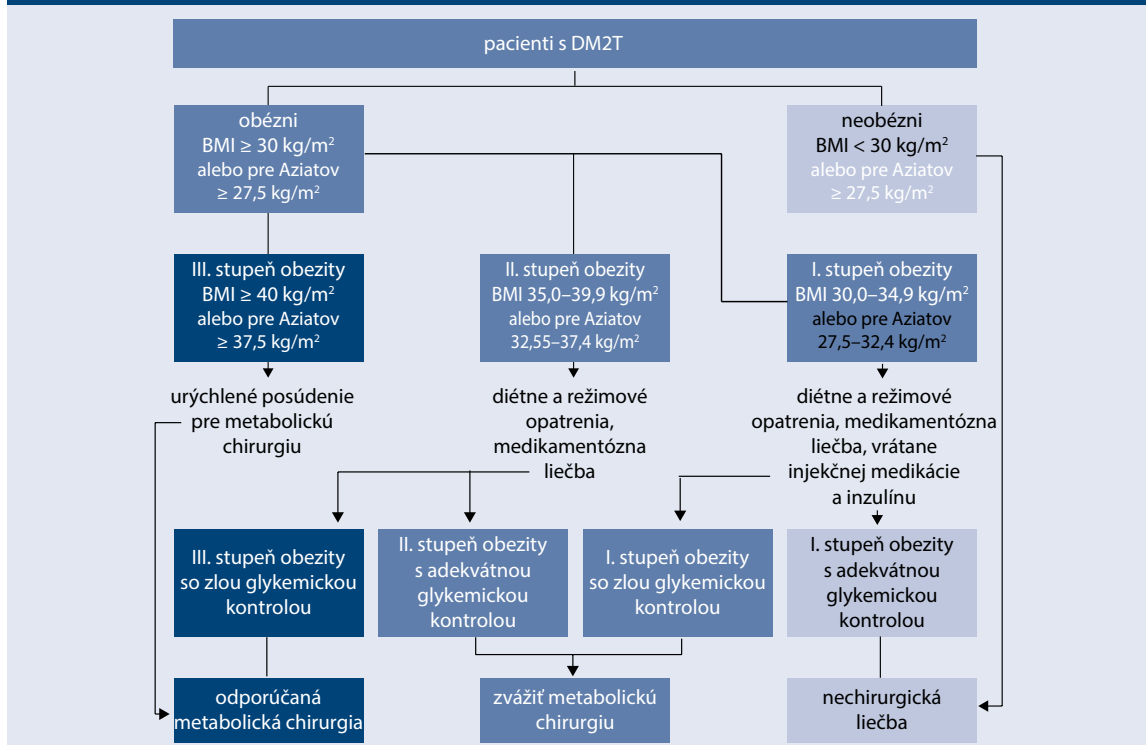 pacienti s DM2T
obézni
BMI ≥ 30 kg/m²
alebo pre Aziatov
≥ 27,5 kg/m²
neobézni
BMI < 30 kg/m²
alebo pre Aziatov
≥ 27,5 kg/m²
III. stupeň obezity
BMI ≥ 40 kg/m²
alebo pre Aziatov
≥ 37,5 kg/m²
II. stupeň obezity
BMI 35,0–39,9 kg/m²
alebo pre Aziatov
32,55–37,4 kg/m²
I. stupeň obezity
BMI 30,0–34,9 kg/m²
alebo pre Aziatov
27,5–32,4 kg/m²
urýchlené posúdenie
pre metabolickú
chirurgiu
diétne a režimové
opatrenia,
medikamentózna
liečba
diétne a režimové
opatrenia, medikamentózna
liečba, vrátane
injekčnej medikácie
a inzulínu
III. stupeň obezity
so zlou glykemickou
kontrolou
II. stupeň obezity
s adekvátnou
glykemickou
kontrolou
I. stupeň obezity
so zlou glykemickou
kontrolou
I. stupeň obezity
s adekvátnou
glykemickou
kontrolou
odporúčaná
metabolická chirurgia
zvážiť metabolickú
chirurgiu
nechirurgická
liečba